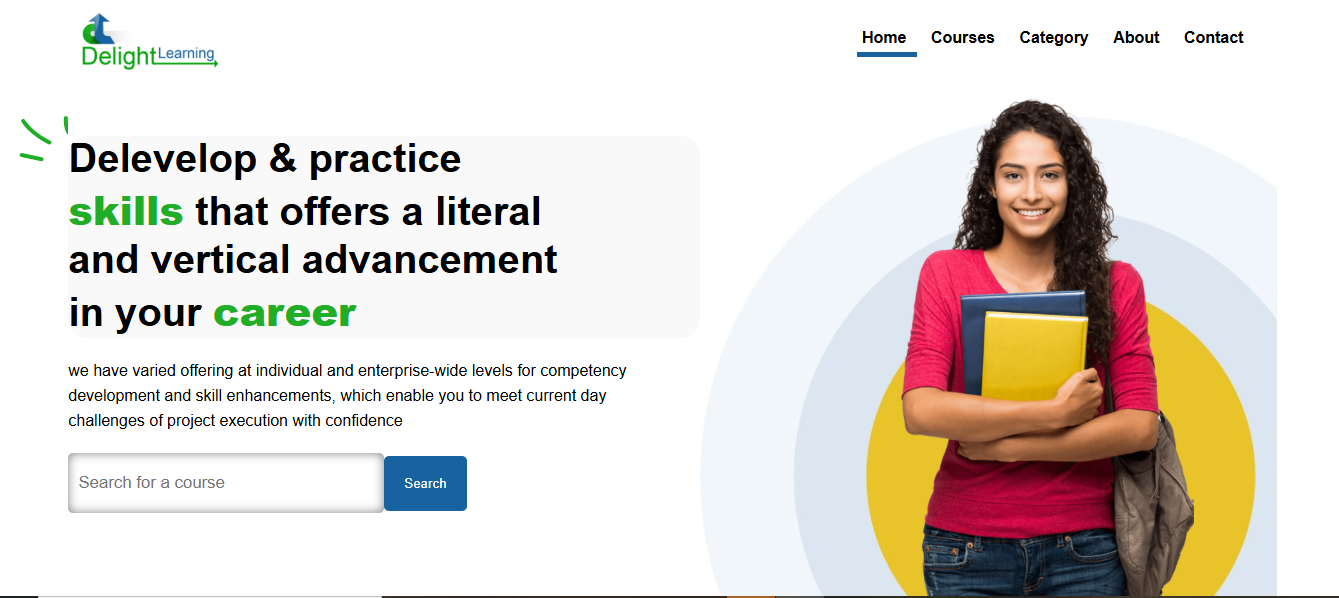 Delight Learning
Home Courses Category About Contact
Delevelop & practice
skills that offers a literal
and vertical advancement
in your career
we have varied offering at individual and enterprise-wide levels for competency
development and skill enhancements, which enable you to meet current day
challenges of project execution with confidence
Search for a course
Search